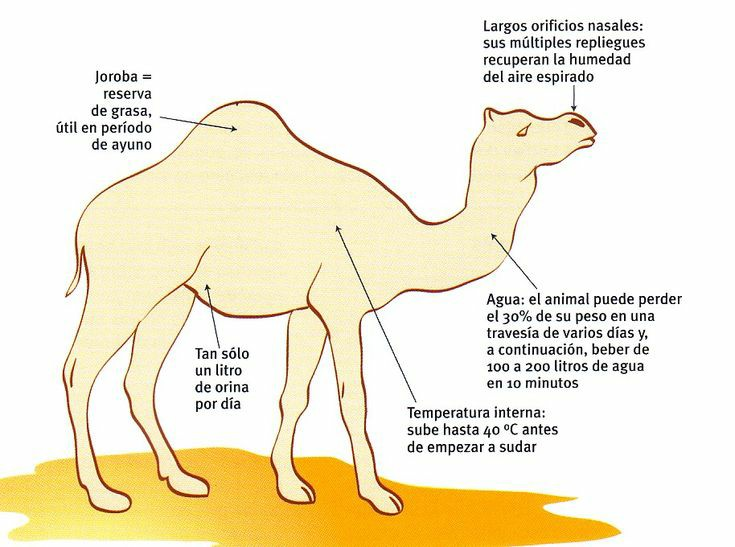 Largos orificios nasales:
sus múltiples repliegues
recuperan la humedad
del aire espirado
Joroba =
reserva
de grasa,
útil en período
de ayuno
Agua: el animal puede perder
el 30% de su peso en una
travesía de varios días y,
a continuación, beber de
100 a 200 litros de agua
en 10 minutos
Tan sólo
un litro
de orina
por día
Temperatura interna:
sube hasta 40 ºC antes
de empezar a sudar